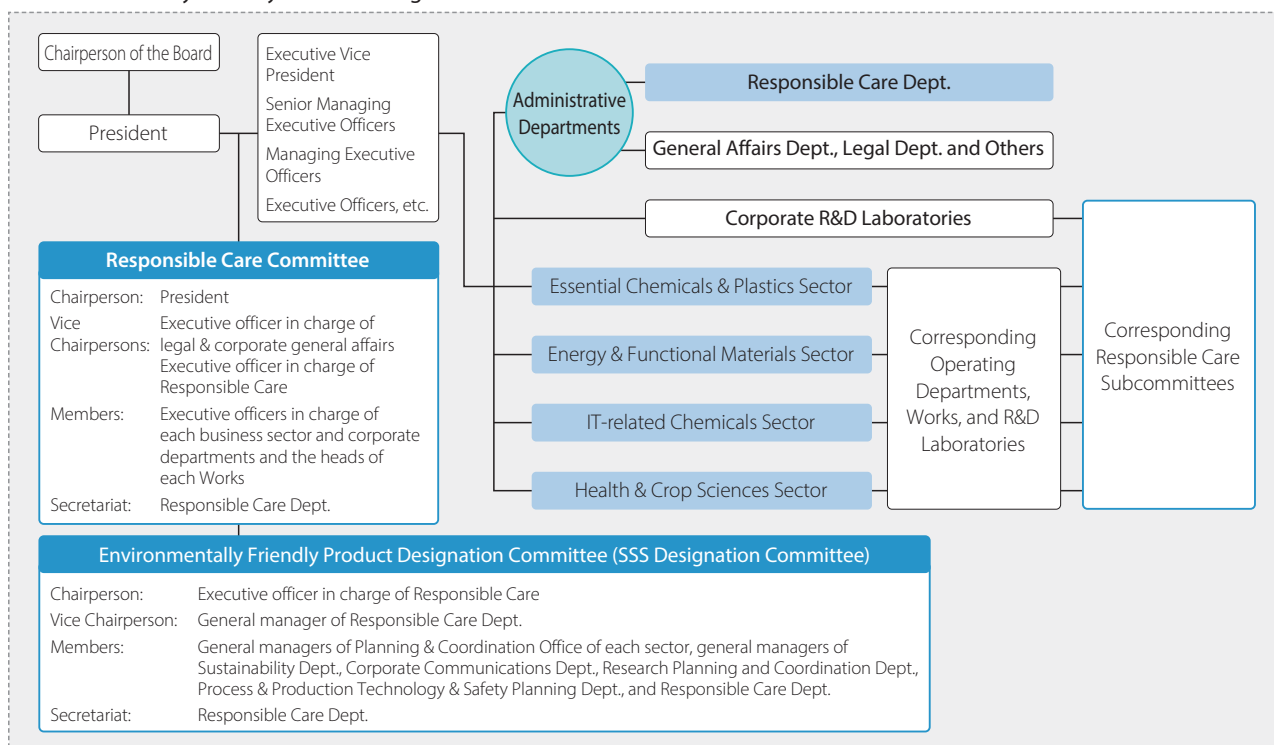 Chairperson of the Board
President
Executive Vice
President
Senior Managing
Executive Officers
Managing Executive
Officers
Executive Officers, etc.
Administrative
Departments
Responsible Care Dept.
General Affairs Dept., Legal Dept. and Others
Corporate R&D Laboratories
Essential Chemicals & Plastics Sector
Energy & Functional Materials Sector
IT-related Chemicals Sector
Health & Crop Sciences Sector
Corresponding
Operating
Departments,
Works, and R&D
Laboratories
Corresponding
Responsible Care
Subcommittees
Responsible Care Committee
Chairperson: President
Vice Executive officer in charge of
Chairpersons: legal & corporate general affairs
Executive officer in charge of
Responsible Care
Members: Executive officers in charge of
each business sector and corporate
departments and the heads of
each Works
Secretariat: Responsible Care Dept.
Environmentally Friendly Product Designation Committee (SSS Designation Committee)
Chairperson: Executive officer in charge of Responsible Care
Vice Chairperson: General manager of Responsible Care Dept.
Members: General managers of Planning & Coordination Office of each sector, general managers of
Sustainability Dept., Corporate Communications Dept., Research Planning and Coordination Dept.,
Process & Production Technology & Safety Planning Dept., and Responsible Care Dept.
Secretariat: Responsible Care Dept.